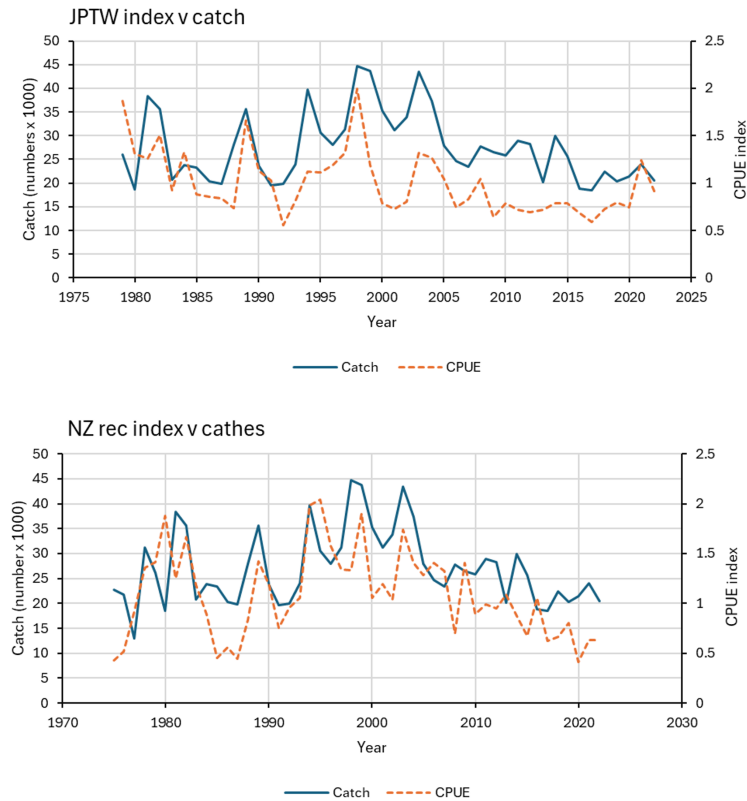 JPTW index v catch
50
45
40
35
30
25
20
15
10
5
0
Catch (numbers x 1000)
2.5
2
1.5
1
0.5
0
CPUE index
1975 1980 1985 1990 1995 2000 2005 2010 2015 2020 2025
Year
Catch CPUE
NZ rec index v cathes
50
45
40
35
30
25
20
15
10
5
0
Catch (number x 1000)
2.5
2
1.5
1
0.5
0
CPUE index
1970 1980 1990 2000 2010 2020 2030
Year
Catch CPUE